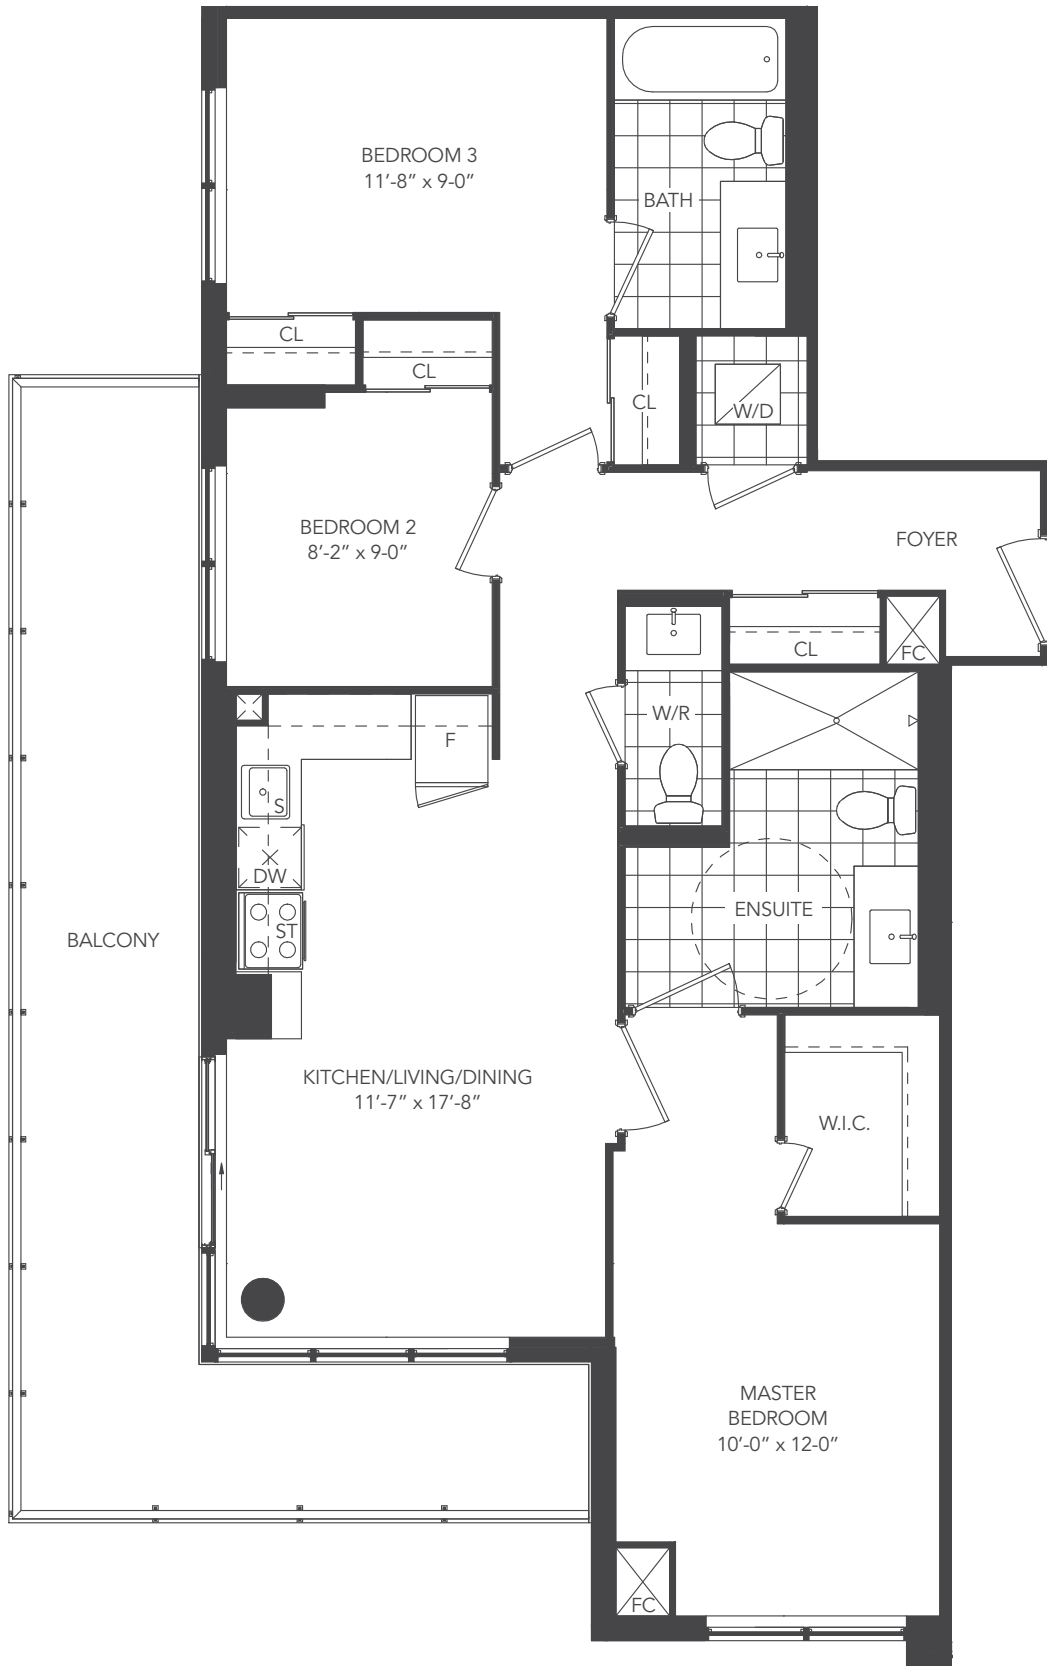 BEDROOM 3
11’-8” x 9-0”
BATH
CL
CL
CL
W/D
BEDROOM 2
8’-2” x 9-0”
FOYER
CL
FC
W/R
F
S
DW
ST
ENSUITE
BALCONY
KITCHEN/LIVING/DINING
11’-7” x 17’-8”
W.I.C.
MASTER
BEDROOM
10’-0” x 12-0”
FC